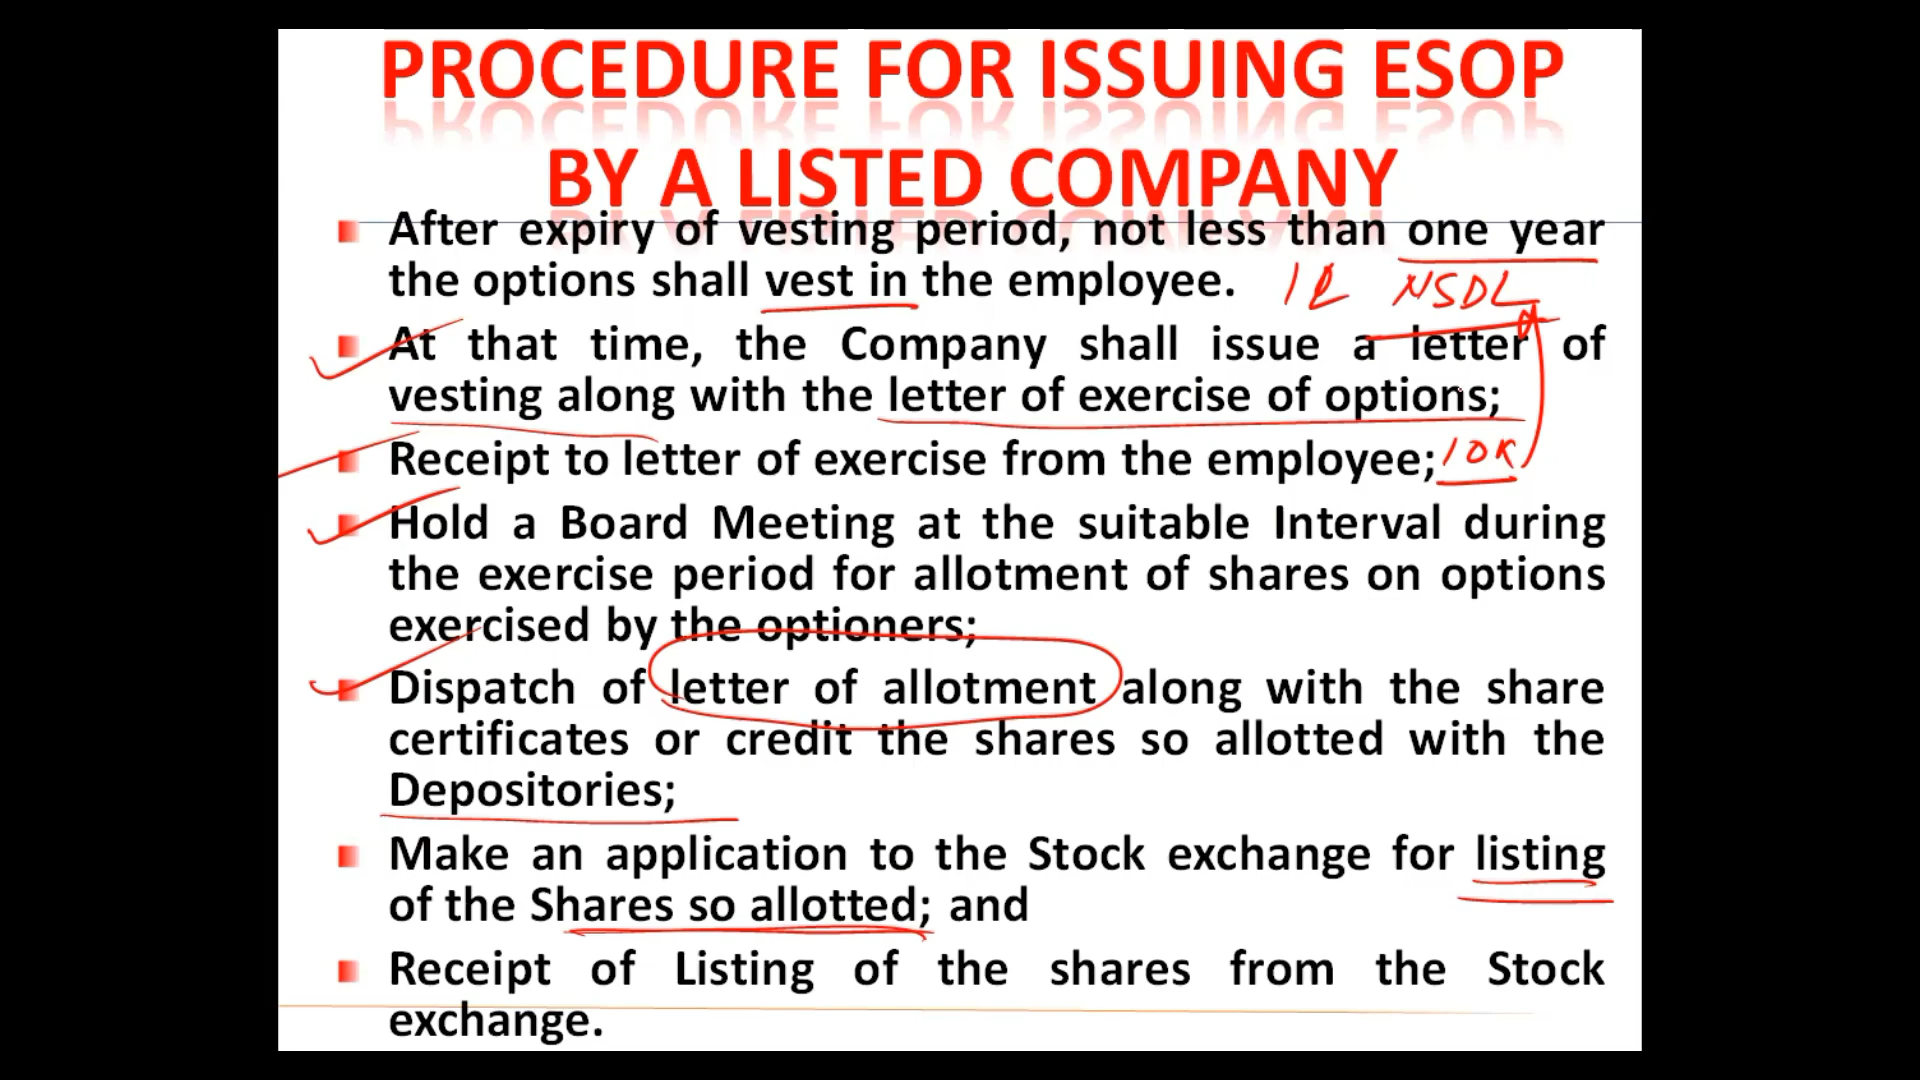 PROCEDURE FOR ISSUING ESOP
BY A LISTED COMPANY
After expiry of vesting period, not less than one year
the options shall vest in the employee.
NSDL
At that time, the Company shall issue a letter of
vesting along with the letter of exercise of options;
Receipt to letter of exercise from the employee; 10K
Hold a Board Meeting at the suitable Interval during
the exercise period for allotment of shares on options
exercised by the optioners;
Dispatch of letter of allotment along with the share
certificates or credit the shares so allotted with the
Depositories;
Make an application to the Stock exchange for listing
of the Shares so allotted; and
Receipt of Listing of the shares from the Stock
exchange.